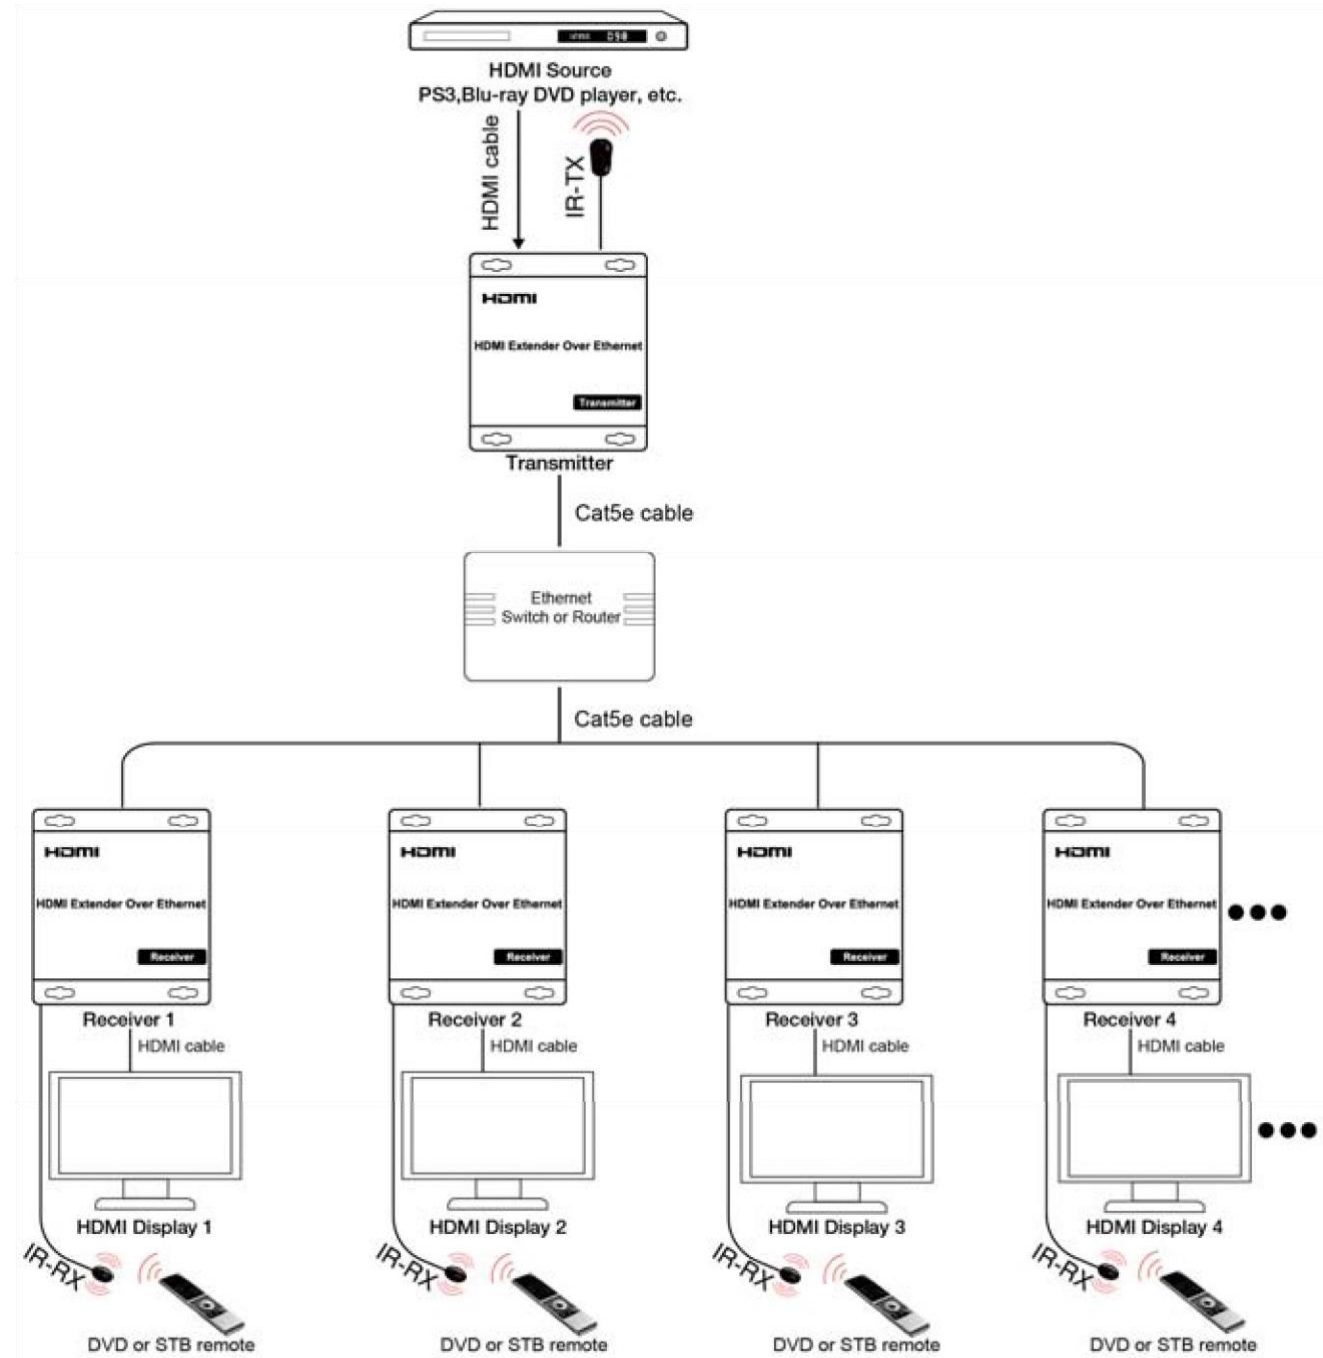 HDMI Source
PS3,Blu-ray DVD player, etc.
HDMI cable
IR-TX
HDMI
HDMI Extender Over Ethernet
Transmitter
Transmitter
Cat5e cable
Ethernet
Switch or Router
Cat5e cable
HDMI
HDMI
HDMI
HDMI
HDMI Extender Over Ethernet
HDMI Extender Over Ethernet
HDMI Extender Over Ethernet
HDMI Extender Over Ethernet
Receiver
Receiver
Receiver
Receiver
Receiver 1
Receiver 2
Receiver 3
Receiver 4
HDMI cable
HDMI cable
HDMI cable
HDMI cable
HDMI Display 1
HDMI Display 2
HDMI Display 3
HDMI Display 4
IR-RX
IR-RX
IR-RX
IR-RX
DVD or STB remote
DVD or STB remote
DVD or STB remote
DVD or STB remote